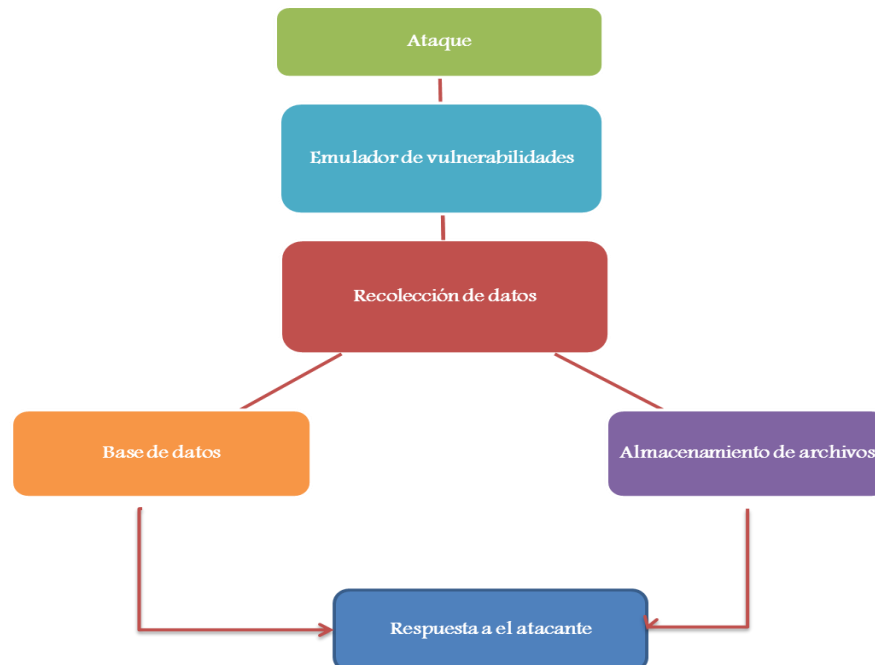 Ataque
Emulador de vulnerabilidades
Recolección de datos
Base de datos
Almacenamiento de archivos
Respuesta a el atacante